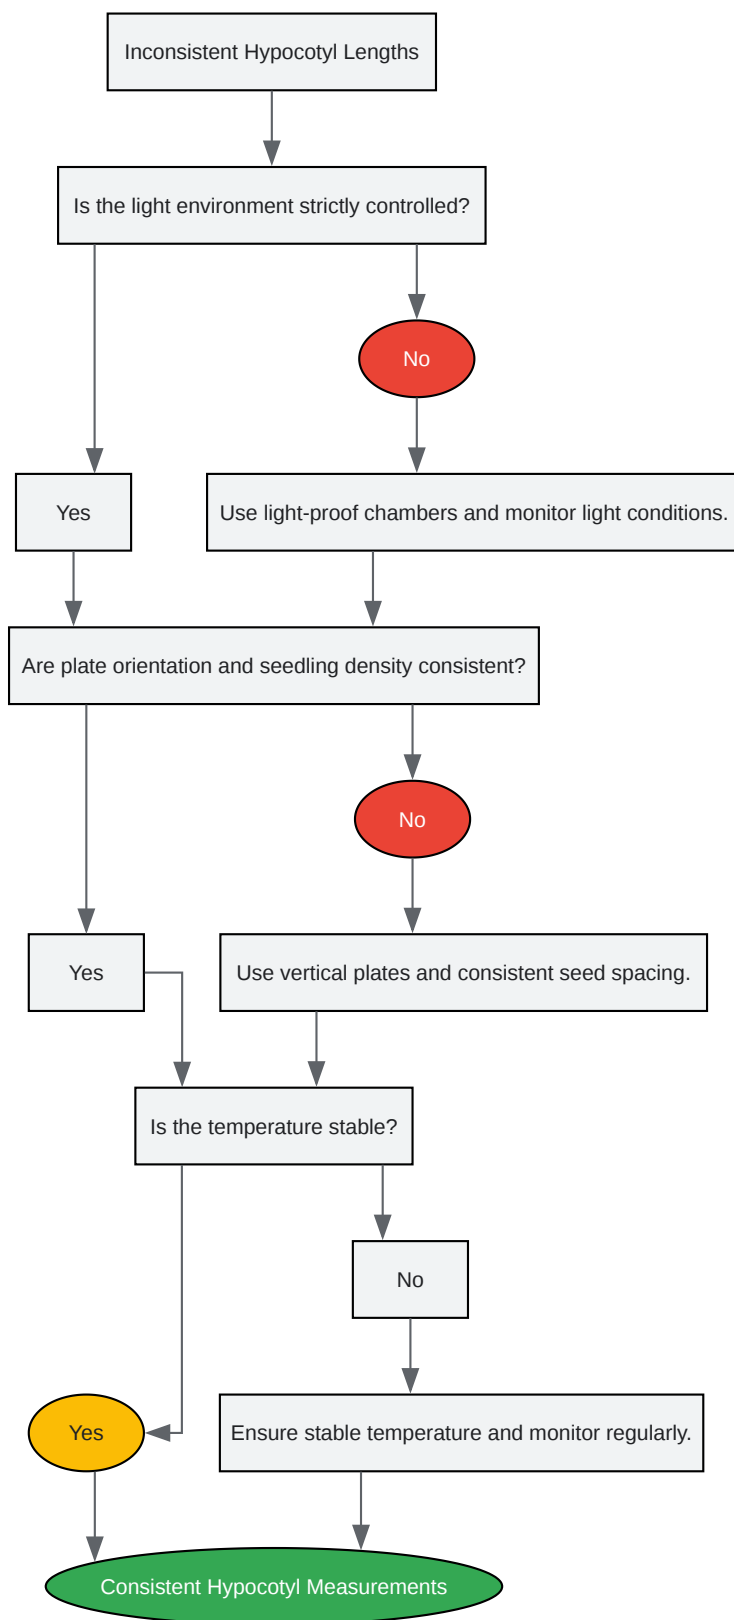 Inconsistent Hypocotyl Lengths
Is the light environment strictly controlled?
No
Yes
Use light-proof chambers and monitor light conditions.
Are plate orientation and seedling density consistent?
No
Yes
Use vertical plates and consistent seed spacing.
Is the temperature stable?
No
Yes
Ensure stable temperature and monitor regularly.
Consistent Hypocotyl Measurements